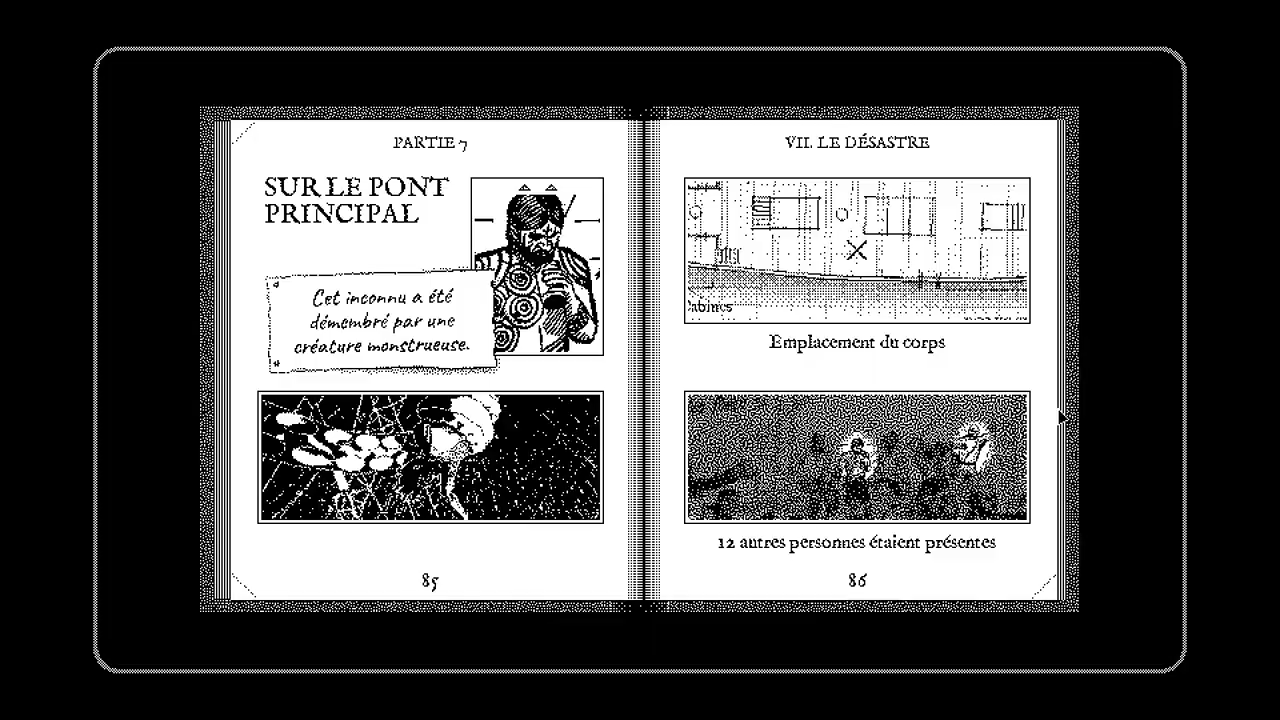 PARTIE 7
SUR LE PONT
PRINCIPAL
Cet inconnu a été
démembré par une
créature monstrueuse.
85
VII. LE DÉSASTRE
Emplacement du corps
12 autres personnes étaient présentes
86